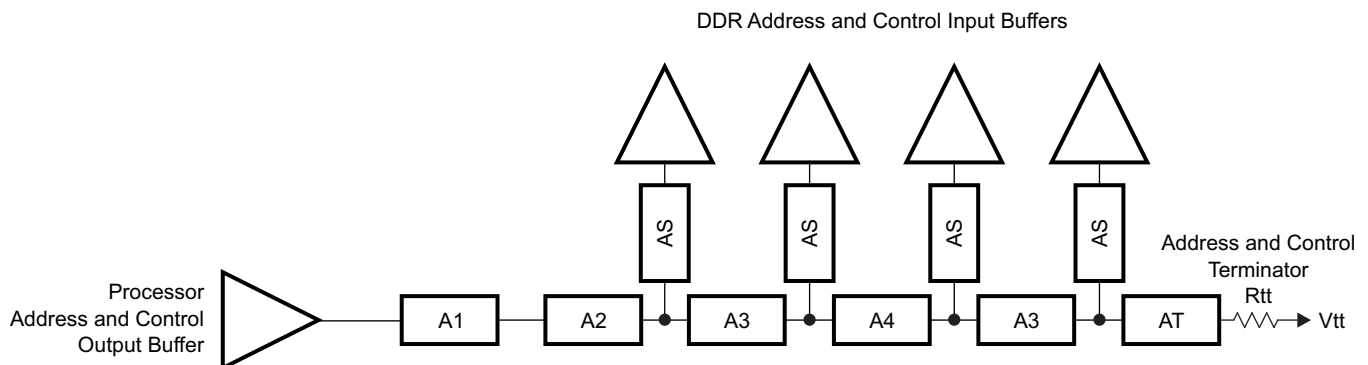 DDR Address and Control Input Buffers
AS
AS
AS
AS
Address and Control
Terminator
Rtt
Processor
Address and Control
Output Buffer
A1
A2
A3
A4
A3
AT
Vtt